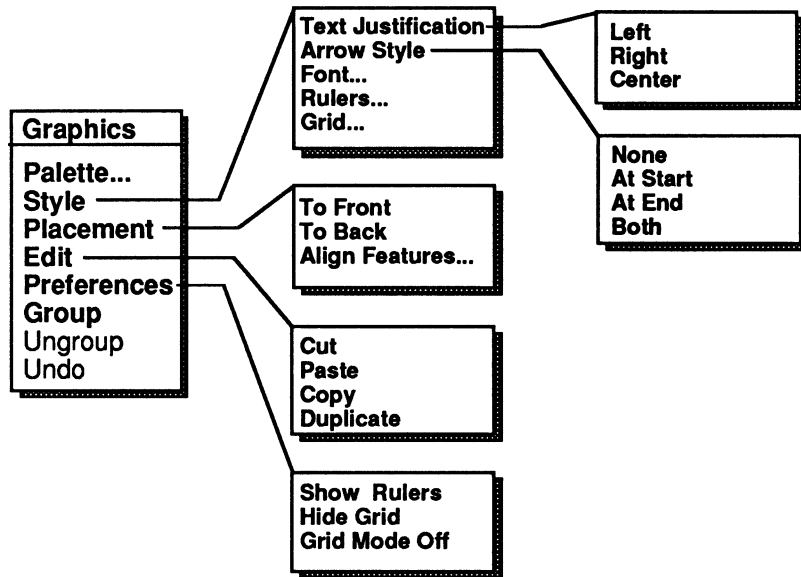 Graphics
Palette...
Style
Placement
Edit
Preferences
Group
Ungroup
Undo
Text Justification
Arrow Style
Font...
Rulers...
Grid...
Left
Right
Center
None
At Start
At End
Both
To Front
To Back
Align Features...
Cut
Paste
Copy
Duplicate
Show Rulers
Hide Grid
Grid Mode Off